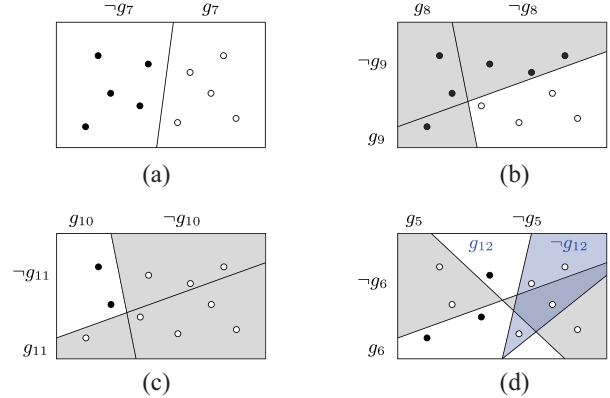 ¬g₇ g₇
g₈ ¬g₈
¬g₉
g₉
(a) (b)
g₁₀ ¬g₁₀
¬g₁₁
g₁₁
g₅ ¬g₅
g₁₂ ¬g₁₂
¬g₆
g₆
(c) (d)